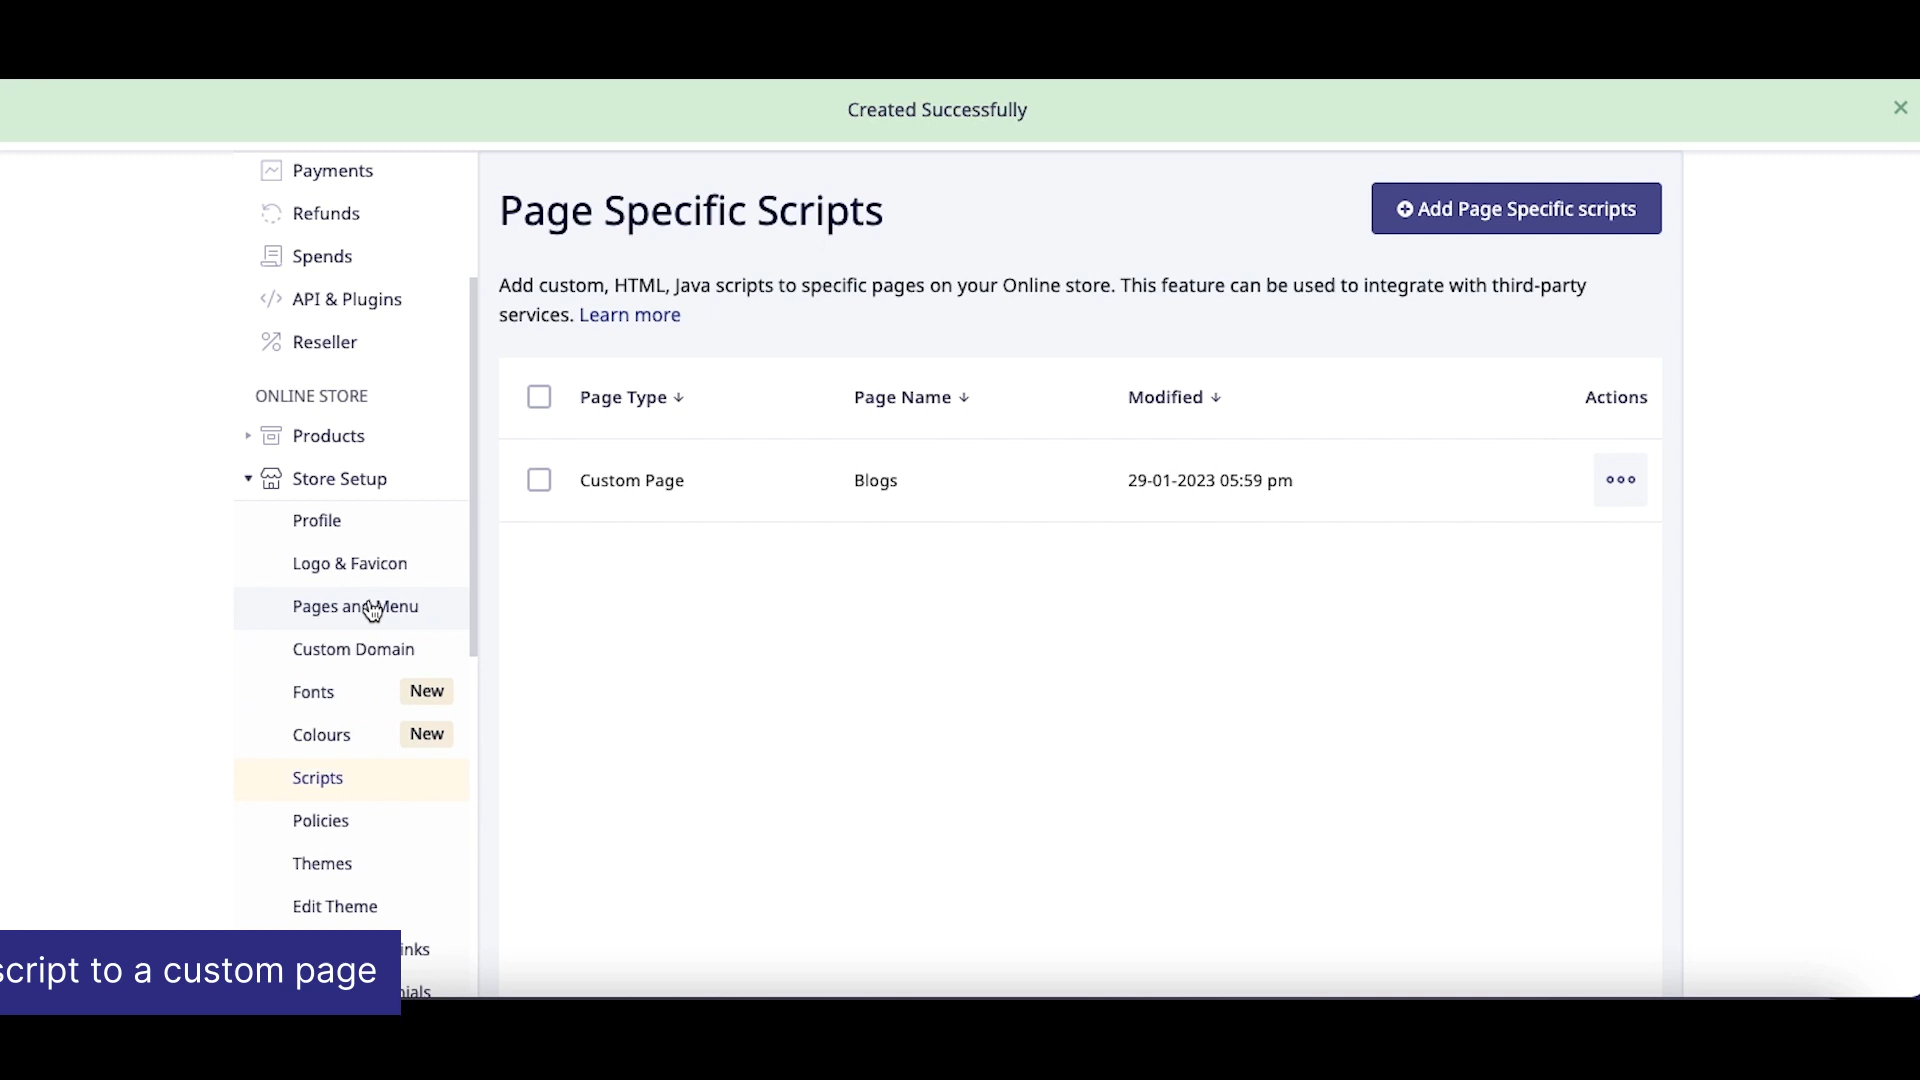 Created Successfully
Payments
Refunds
Spends
API & Plugins
Reseller
ONLINE STORE
Products
Store Setup
Profile
Logo & Favicon
Pages and Menu
Custom Domain
Fonts New
Colours New
Scripts
Policies
Themes
Edit Theme
inks
ials
Page Specific Scripts
Add Page Specific scripts
Add custom, HTML, Java scripts to specific pages on your Online store. This feature can be used to integrate with third-party
services. Learn more
Page Type Page Name Modified Actions
Custom Page Blogs 29-01-2023 05:59 pm
script to a custom page